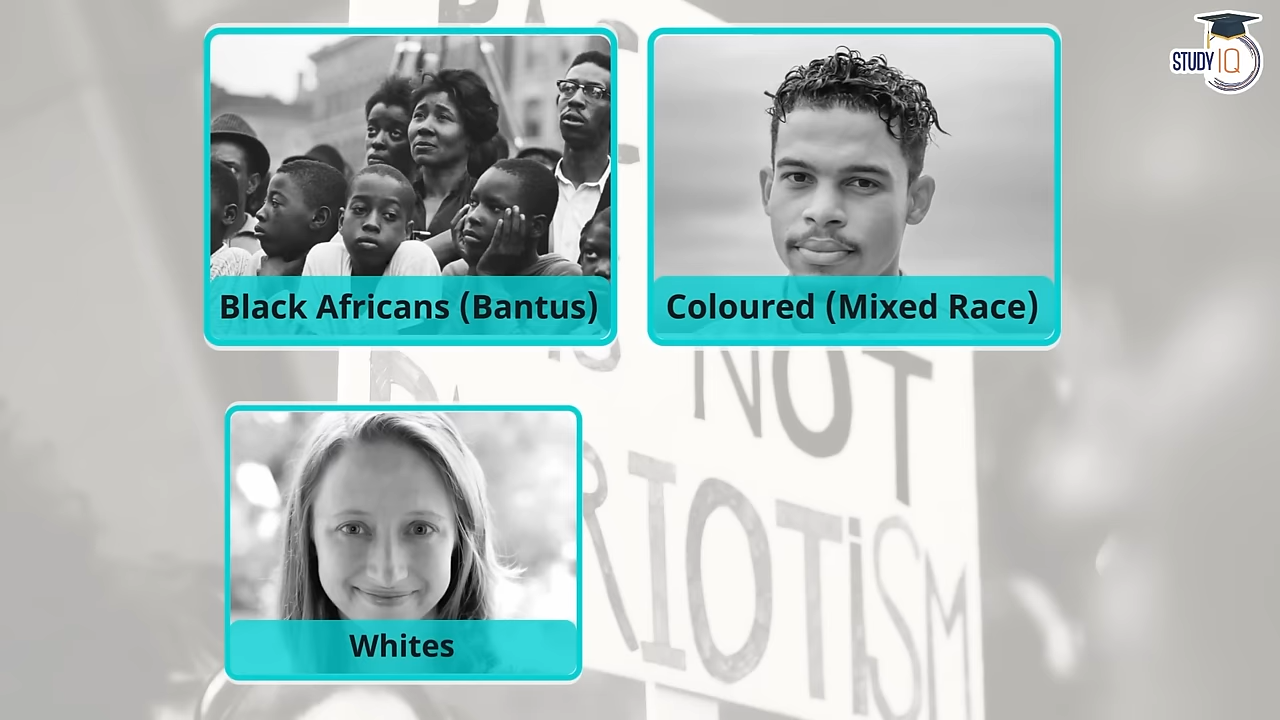 STUDY IQ
Black Africans (Bantus)
Coloured (Mixed Race)
NOT
RIOTiSM
Whites